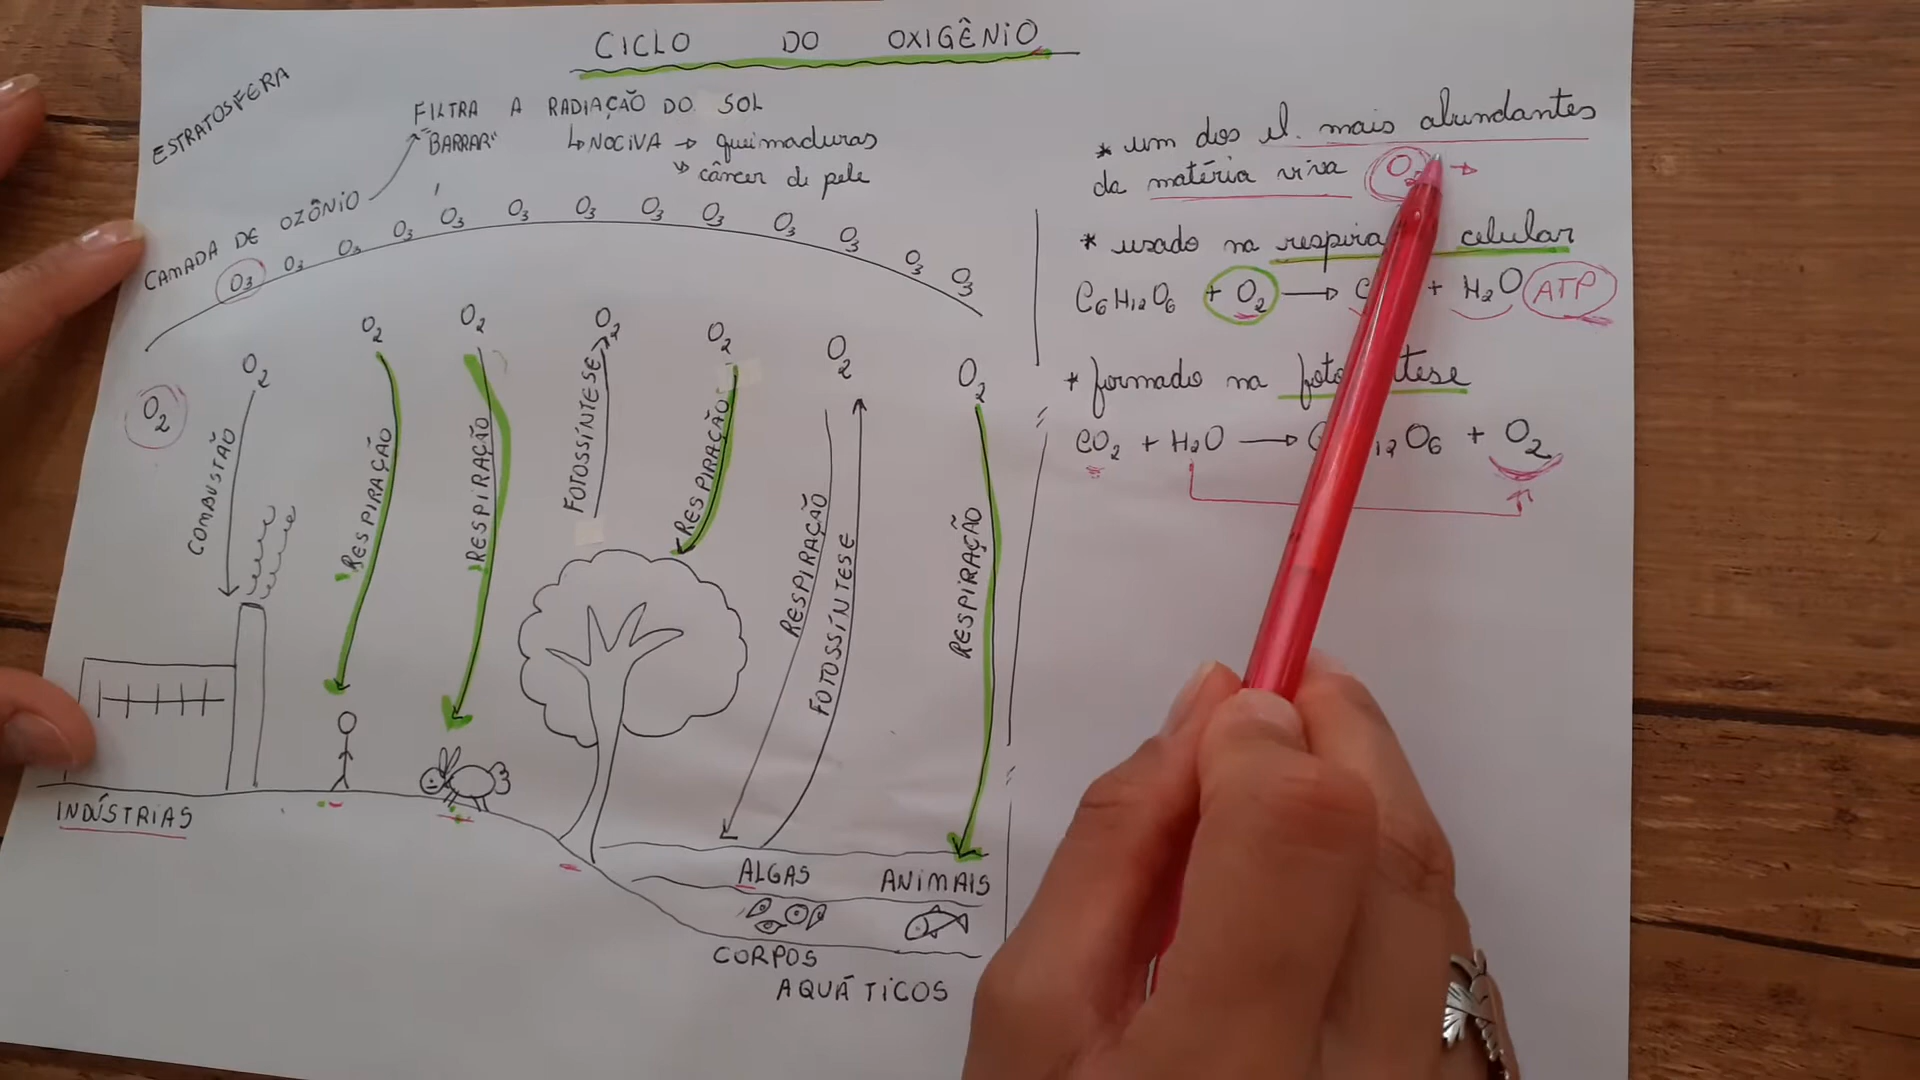 CICLO DO OXIGÊNIO
ESTRATOSFERA
FILTRA A RADIAÇÃO DO SOL
"BARRAR"
↳ NOCIVA → queimaduras
↘ câncer de pele
CAMADA DE OZÔNIO
O3 O3 O3 O3 O3 O3 O3 O3 O3 O3 O3 O3 O3
O2 O2 O2 O2 O2 O2 O2 O2
COMBUSTÃO
RESPIRAÇÃO
RESPIRAÇÃO
FOTOSSÍNTESE
RESPIRAÇÃO
RESPIRAÇÃO
FOTOSSÍNTESE
RESPIRAÇÃO
INDÚSTRIAS
ALGAS ANIMAIS
CORPOS
AQUÁTICOS
* um dos el. mais abundantes
da matéria viva O2 →
* usado na celular
C6H12O6 + O2 → + H2O ATP
* formado na
CO2 + H2O → 12O6 + O2